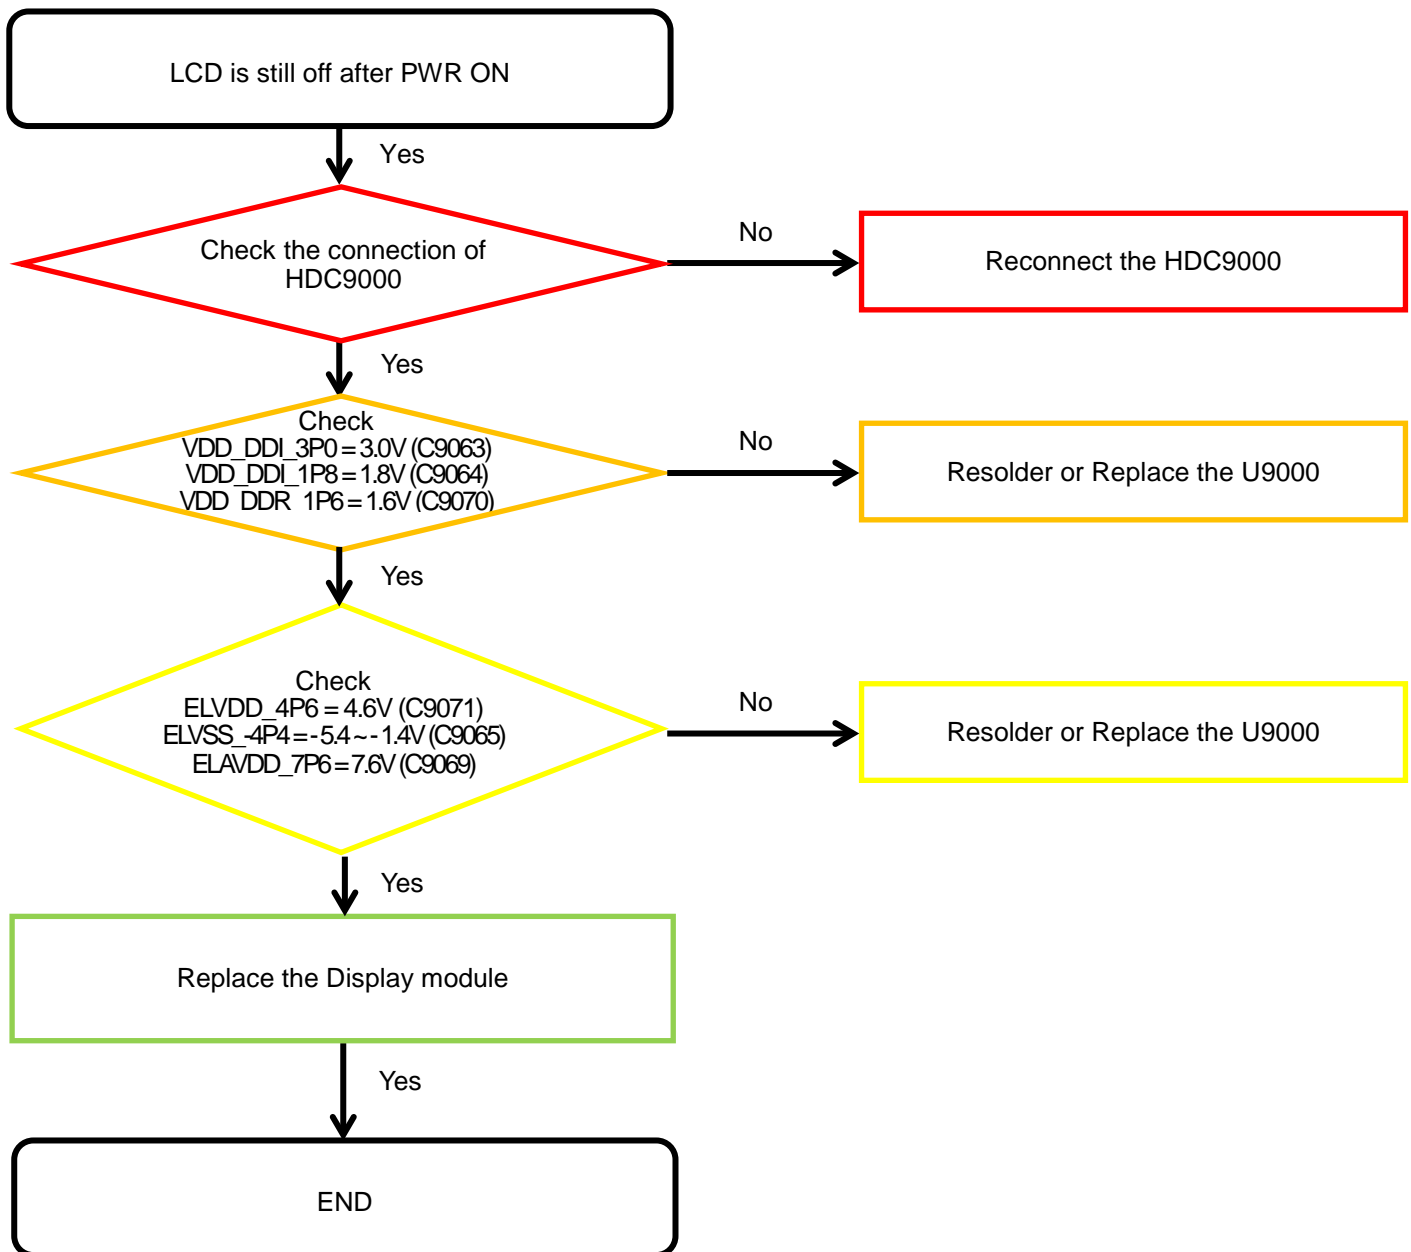 LCD is still off after PWR ON
Yes
Check the connection of
HDC9000
No
Reconnect the HDC9000
Yes
Check
VDD_DDI_3P0 = 3.0V (C9063)
VDD_DDI_1P8 = 1.8V (C9064)
VDD_DDR_1P6 = 1.6V (C9070)
No
Resolder or Replace the U9000
Yes
Check
ELVDD_4P6 = 4.6V (C9071)
ELVSS_-4P4 = -5.4 ~ -1.4V (C9065)
ELAVDD_7P6 = 7.6V (C9069)
No
Resolder or Replace the U9000
Yes
Replace the Display module
Yes
END